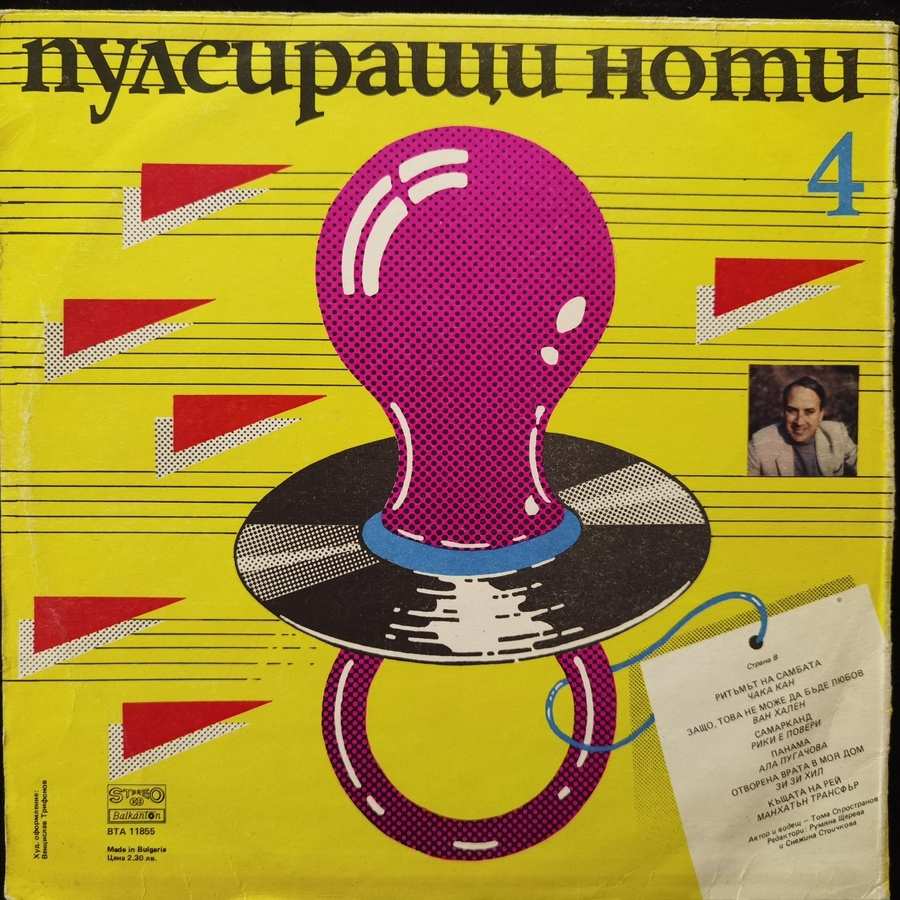 пулсиращи ноти
4
Страна В
РИТЪМЪТ НА САМБАТА
ЧАКА КАН
ЗАЩО, ТОВА НЕ МОЖЕ ДА БЪДЕ ЛЮБОВ
ВАН ХАЛЕН
САМАРКАНД
РИКИ Е ПОВЕРИ
ПАНАМА
АЛА ПУГАЧОВА
ОТВОРЕНА ВРАТА В МОЯ ДОМ
ЗИ ЗИ ХИЛ
КЪЩАТА НА РЕЙ
МАНХАТЪН ТРАНСФЪР
Автор и водещ — Тома Спространов
Редактори: Румяна Щерева
и Снежина Стоичкова
Худ. оформление:
Венцислав Трифонов
STEREO
Balkanton
ВТА 11855
Made in Bulgaria
Цена 2.30 лв.